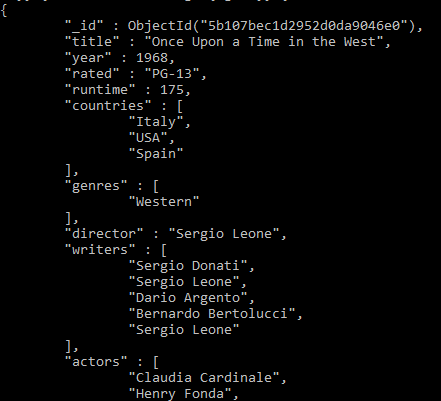 {
"_id" : ObjectId("5b107bec1d2952d0da9046e0"),
"title" : "Once Upon a Time in the West",
"year" : 1968,
"rated" : "PG-13",
"runtime" : 175,
"countries" : [
"Italy",
"USA",
"Spain"
],
"genres" : [
"Western"
],
"director" : "Sergio Leone",
"writers" : [
"Sergio Donati",
"Sergio Leone",
"Dario Argento",
"Bernardo Bertolucci",
"Sergio Leone"
],
"actors" : [
"Claudia Cardinale",
"Henry Fonda",